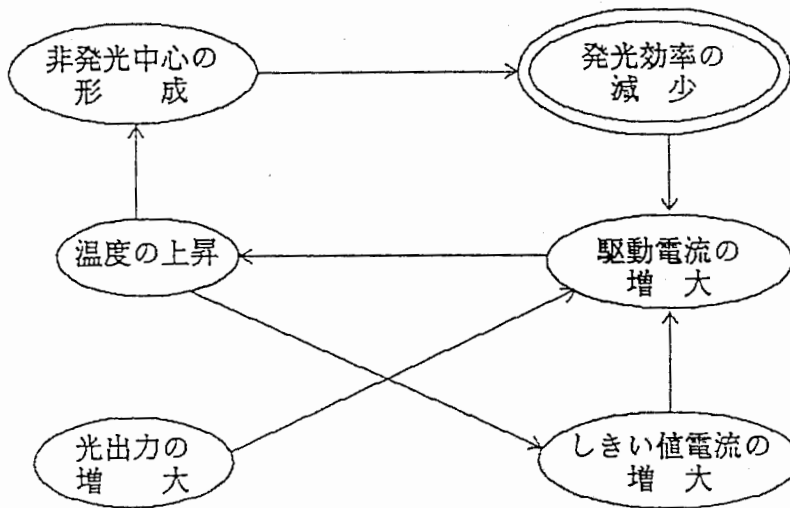 非発光中心の
形　成
発光効率の
減　少
温度の上昇
駆動電流の
増　大
光出力の
増　大
しきい値電流の
増　大